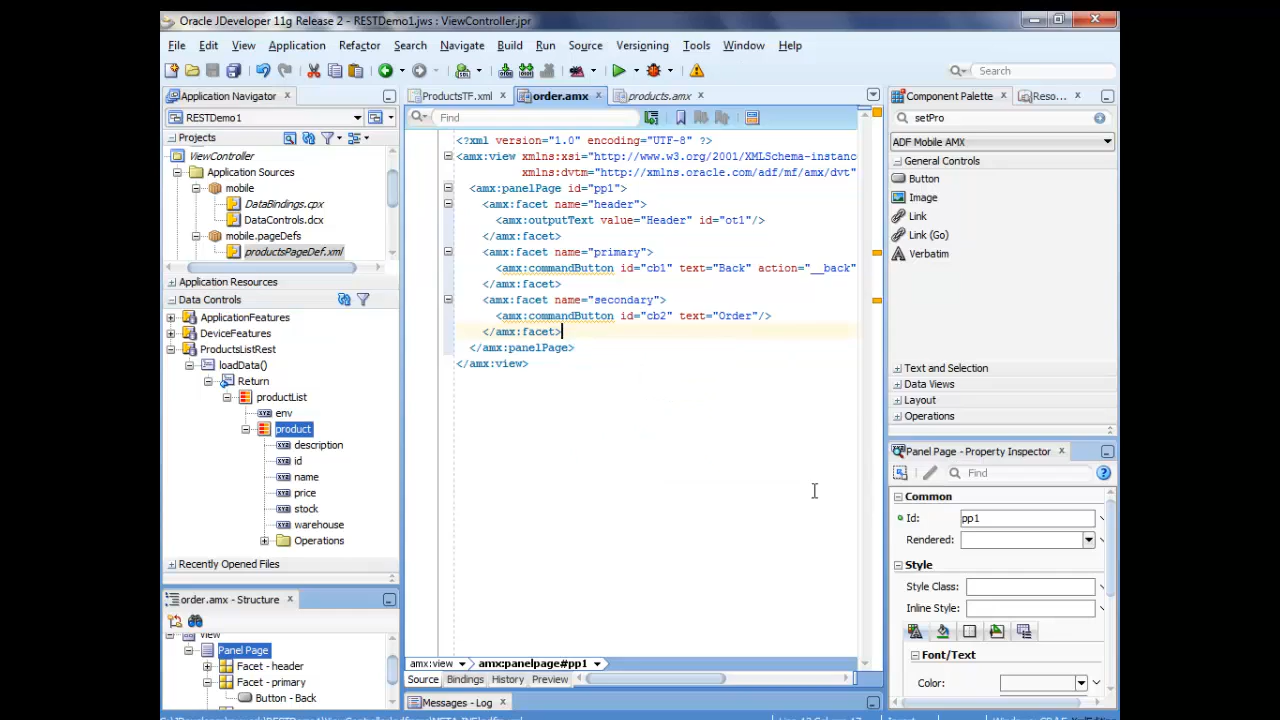 Oracle JDeveloper 11g Release 2 - RESTDemo1.jws : ViewController.jpr
File Edit View Application Refactor Search Navigate Build Run Source Versioning Tools Window Help
Search
Application Navigator
RESTDemo1
Projects
ViewController
Application Sources
mobile
DataBindings.cpx
DataControls.dcx
mobile.pageDefs
productsPageDef.xml
Application Resources
Data Controls
ApplicationFeatures
DeviceFeatures
ProductsListRest
loadData()
Return
productList
env
product
description
id
name
price
stock
warehouse
Operations
Recently Opened Files
order.amx - Structure
View
Panel Page
Facet - header
Facet - primary
Button - Back
ProductsTF.xml order.amx products.amx
Find
<?xml version="1.0" encoding="UTF-8" ?>
<amx:view xmlns:xsi="http://www.w3.org/2001/XMLSchema-instance
xmlns:dvtm="http://xmlns.oracle.com/adf/mf/amx/dvt"
<amx:panelPage id="pp1">
<amx:facet name="header">
<amx:outputText value="Header" id="ot1"/>
</amx:facet>
<amx:facet name="primary">
<amx:commandButton id="cb1" text="Back" action="__back"
</amx:facet>
<amx:facet name="secondary">
<amx:commandButton id="cb2" text="Order"/>
</amx:facet>
</amx:panelPage>
</amx:view>
amx:view amx:panelpage#pp1
Source Bindings History Preview
Messages - Log
Component Palette Reso...
setPro
ADF Mobile AMX
General Controls
Button
Image
Link
Link (Go)
Verbatim
Text and Selection
Data Views
Layout
Operations
Panel Page - Property Inspector
Find
Common
Id: pp1
Rendered:
Style
Style Class:
Inline Style:
Font/Text
Color: